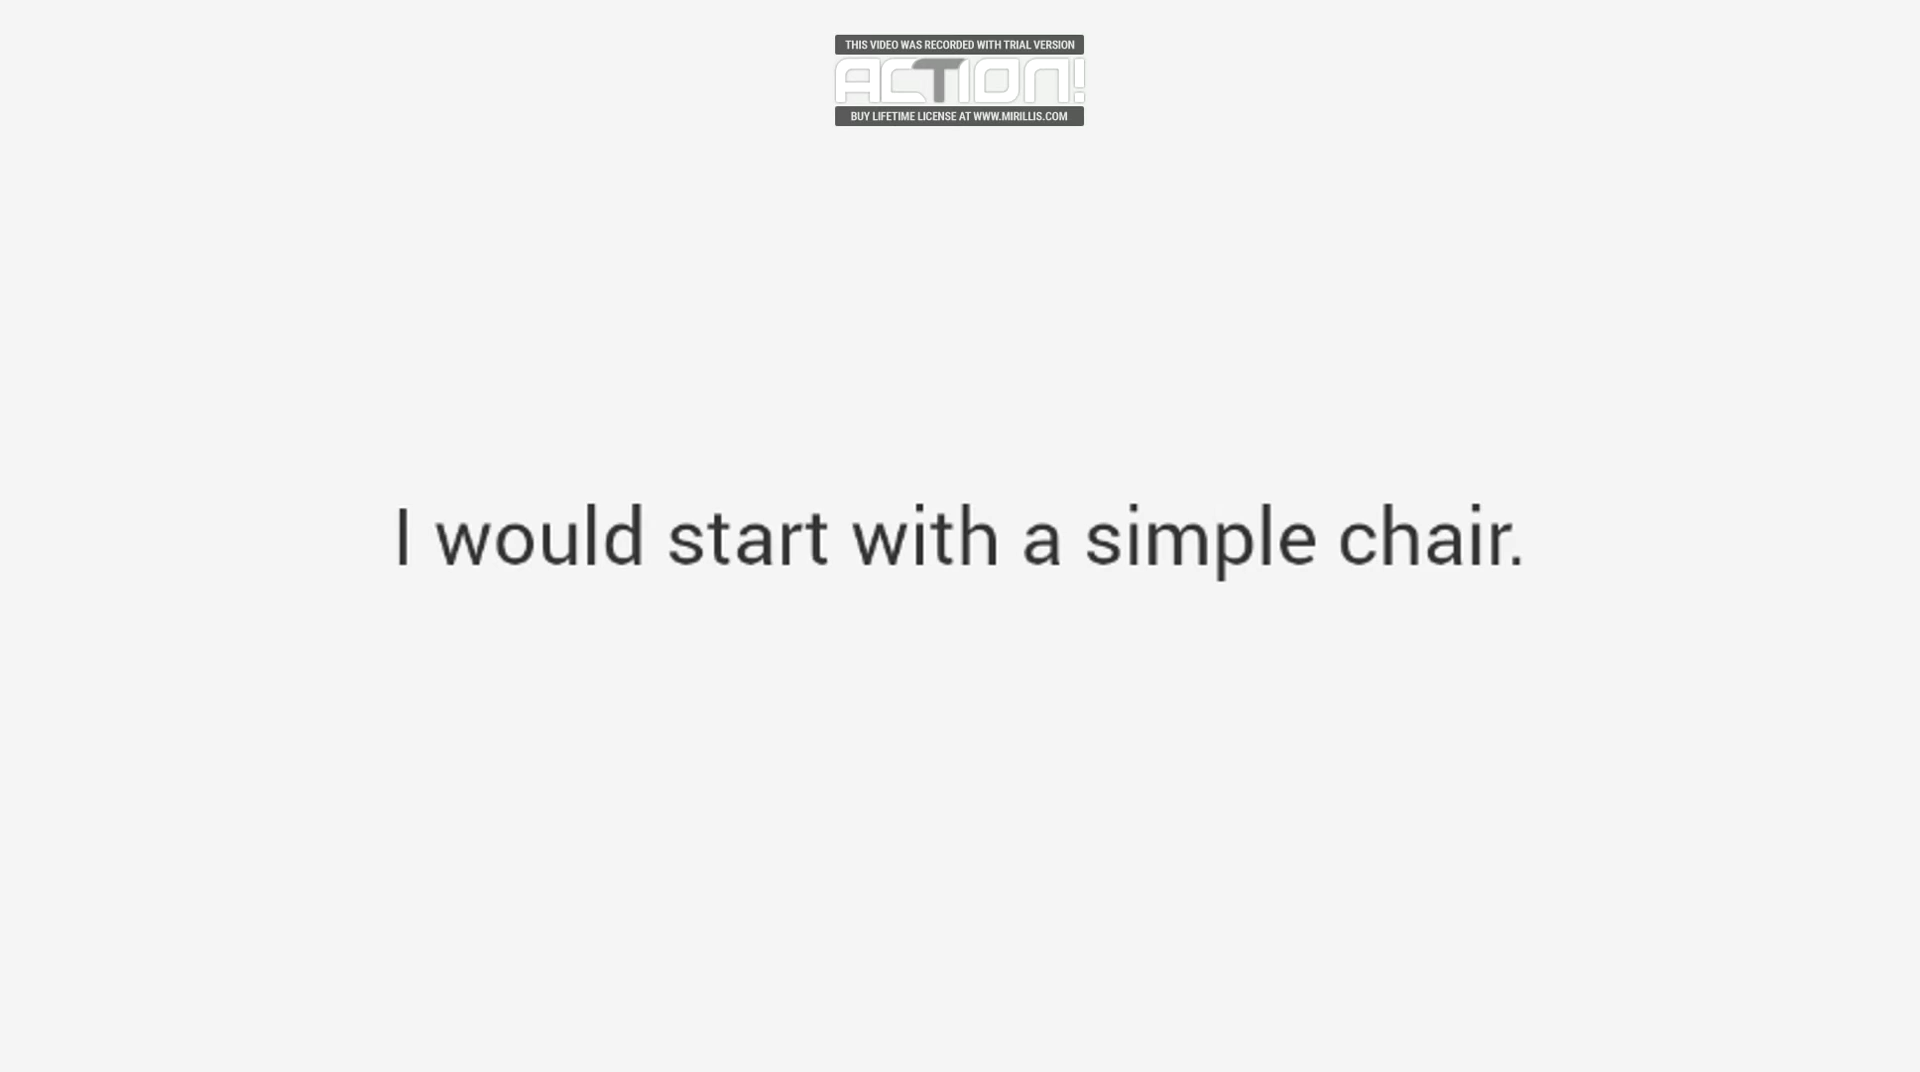 THIS VIDEO WAS RECORDED WITH TRIAL VERSION
ACTION!
BUY LIFETIME LICENSE AT WWW.MIRILLIS.COM
I would start with a simple chair.